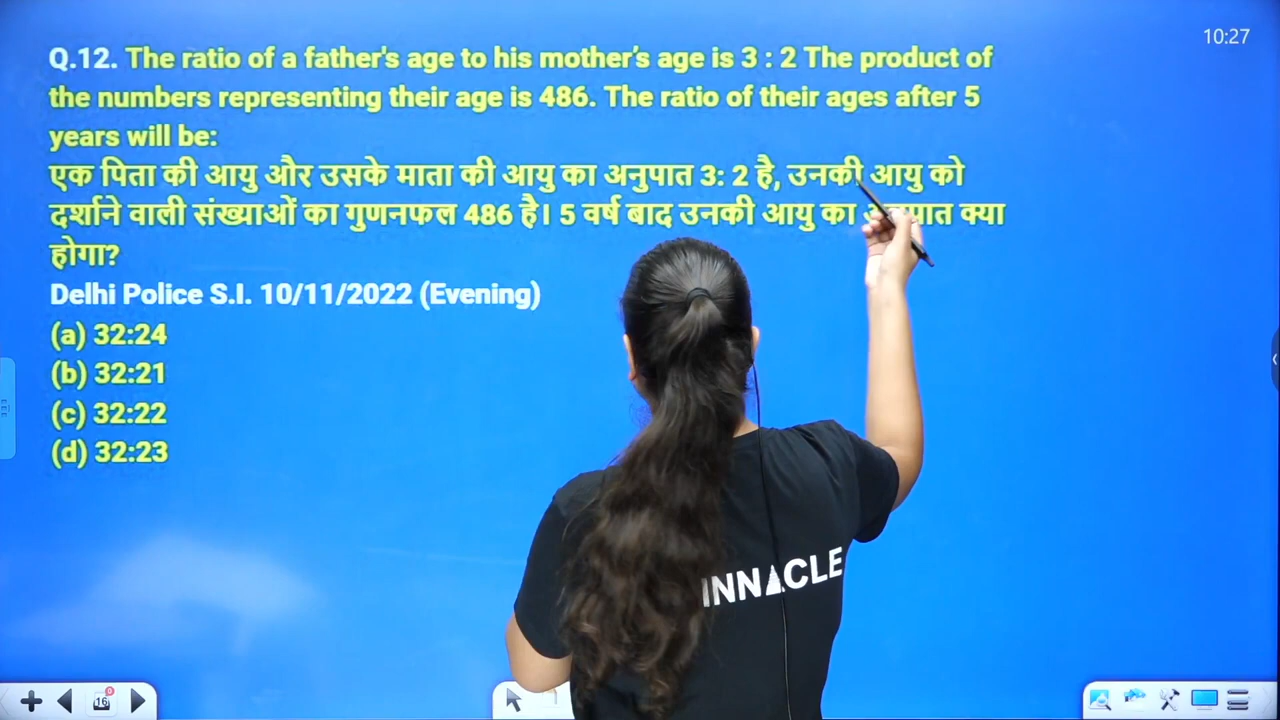 10:27
Q.12. The ratio of a father's age to his mother's age is 3 : 2 The product of
the numbers representing their age is 486. The ratio of their ages after 5
years will be:
एक पिता की आयु और उसके माता की आयु का अनुपात 3: 2 है, उनकी आयु को
दर्शाने वाली संख्याओं का गुणनफल 486 है। 5 वर्ष बाद उनकी आयु का क्या
होगा?
Delhi Police S.I. 10/11/2022 (Evening)
(a) 32:24
(b) 32:21
(c) 32:22
(d) 32:23
INNACLE
16